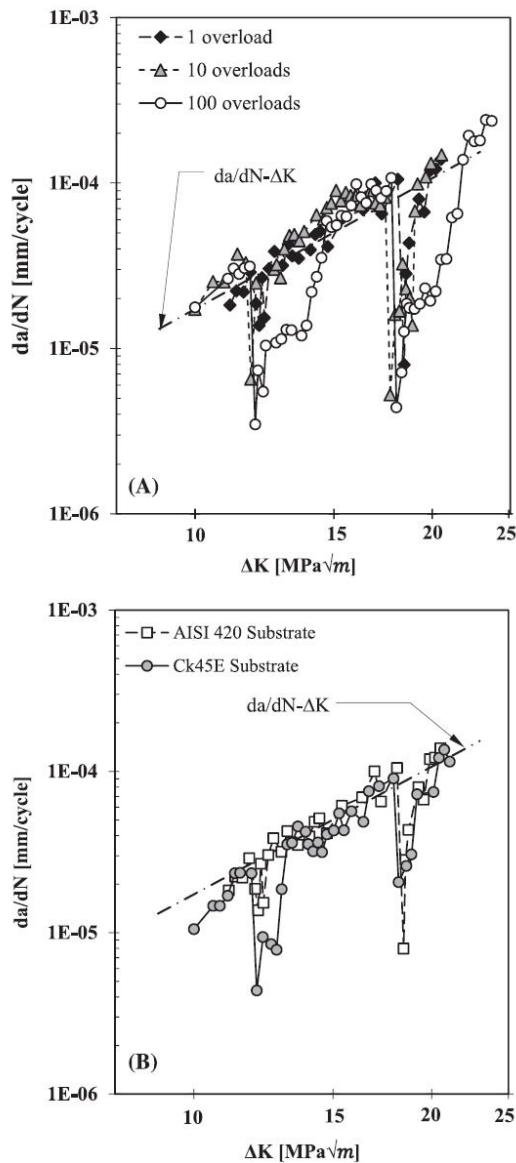 1E-03
1 overload
10 overloads
100 overloads
da/dN-ΔK
1E-04
da/dN [mm/cycle]
1E-05
(A)
1E-06
10
15
20
25
ΔK [MPa√m]
1E-03
AISI 420 Substrate
Ck45E Substrate
da/dN-ΔK
1E-04
da/dN [mm/cycle]
1E-05
(B)
1E-06
10
15
20
25
ΔK [MPa√m]